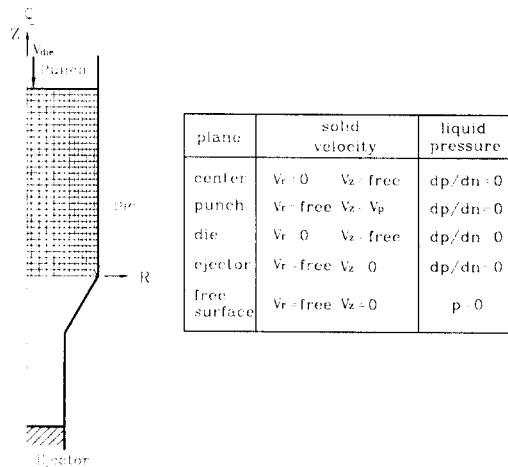 C
Z
Vdie
Punch
Die
R
Ejector
plane solid velocity liquid pressure
center Vr=0 Vz=free dp/dn=0
punch Vr=free Vz=Vp dp/dn=0
die Vr=0 Vz=free dp/dn=0
ejector Vr=free Vz=0 dp/dn=0
free surface Vr=free Vz=0 p=0